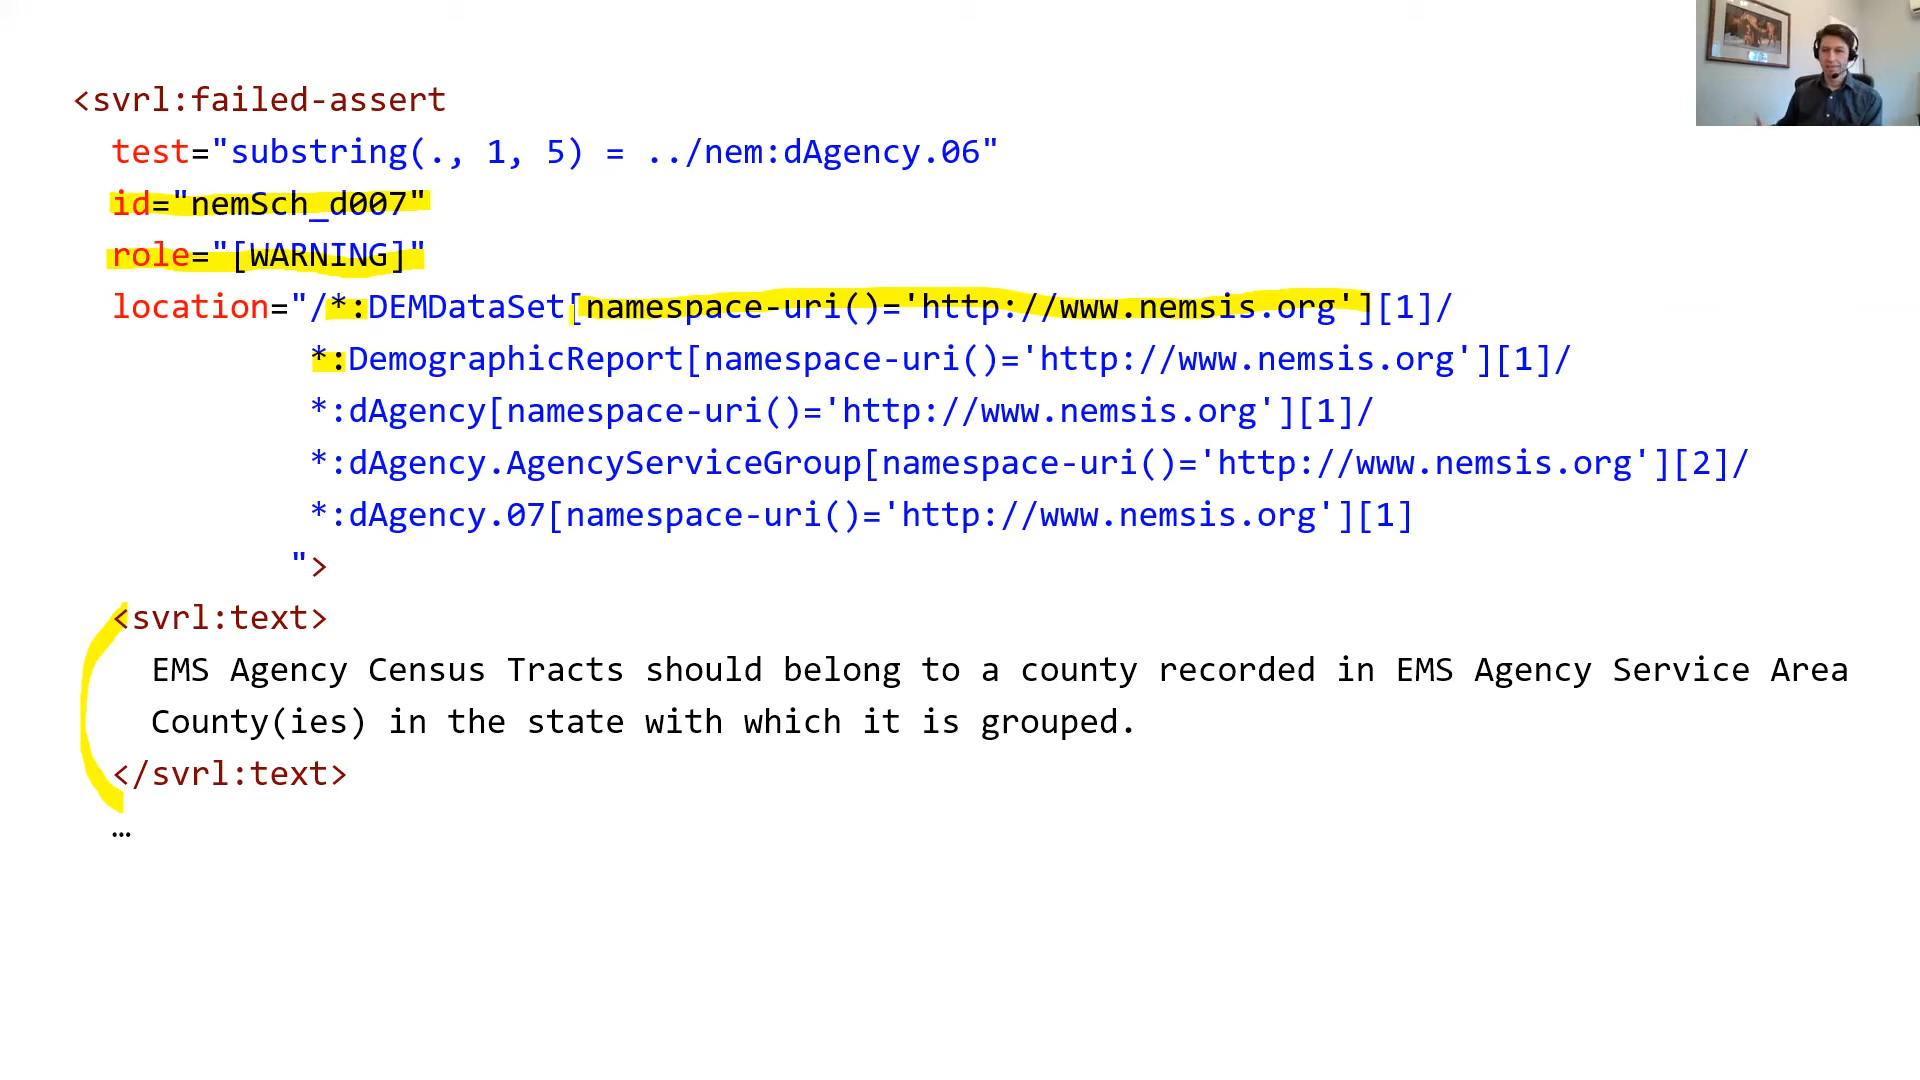 <svrl:failed-assert
test="substring(., 1, 5) = ../nem:dAgency.06"
id="nemSch_d007"
role="[WARNING]"
location="/*:DEMDataSet[namespace-uri()='http://www.nemsis.org'][1]/
*:DemographicReport[namespace-uri()='http://www.nemsis.org'][1]/
*:dAgency[namespace-uri()='http://www.nemsis.org'][1]/
*:dAgency.AgencyServiceGroup[namespace-uri()='http://www.nemsis.org'][2]/
*:dAgency.07[namespace-uri()='http://www.nemsis.org'][1]
">
<svrl:text>
EMS Agency Census Tracts should belong to a county recorded in EMS Agency Service Area
County(ies) in the state with which it is grouped.
</svrl:text>
…